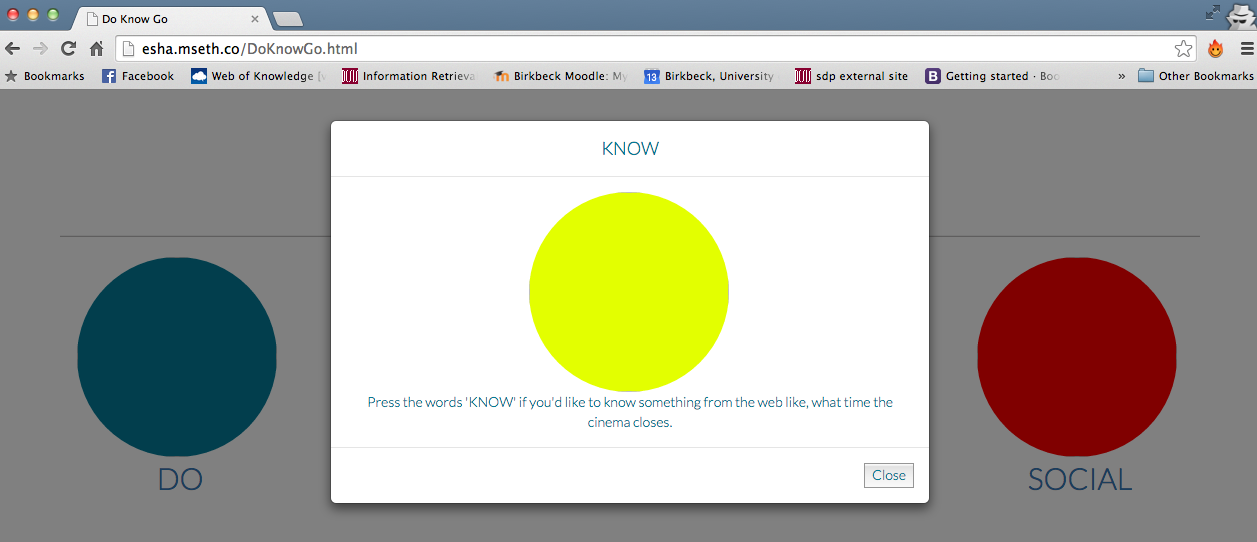 Do Know Go
esha.mseth.co/DoKnowGo.html
Bookmarks Facebook Web of Knowledge [v Information Retrieva Birkbeck Moodle: My Birkbeck, University sdp external site Getting started · Boo » Other Bookmarks
KNOW
Press the words 'KNOW' if you'd like to know something from the web like, what time the
cinema closes.
Close
DO
SOCIAL